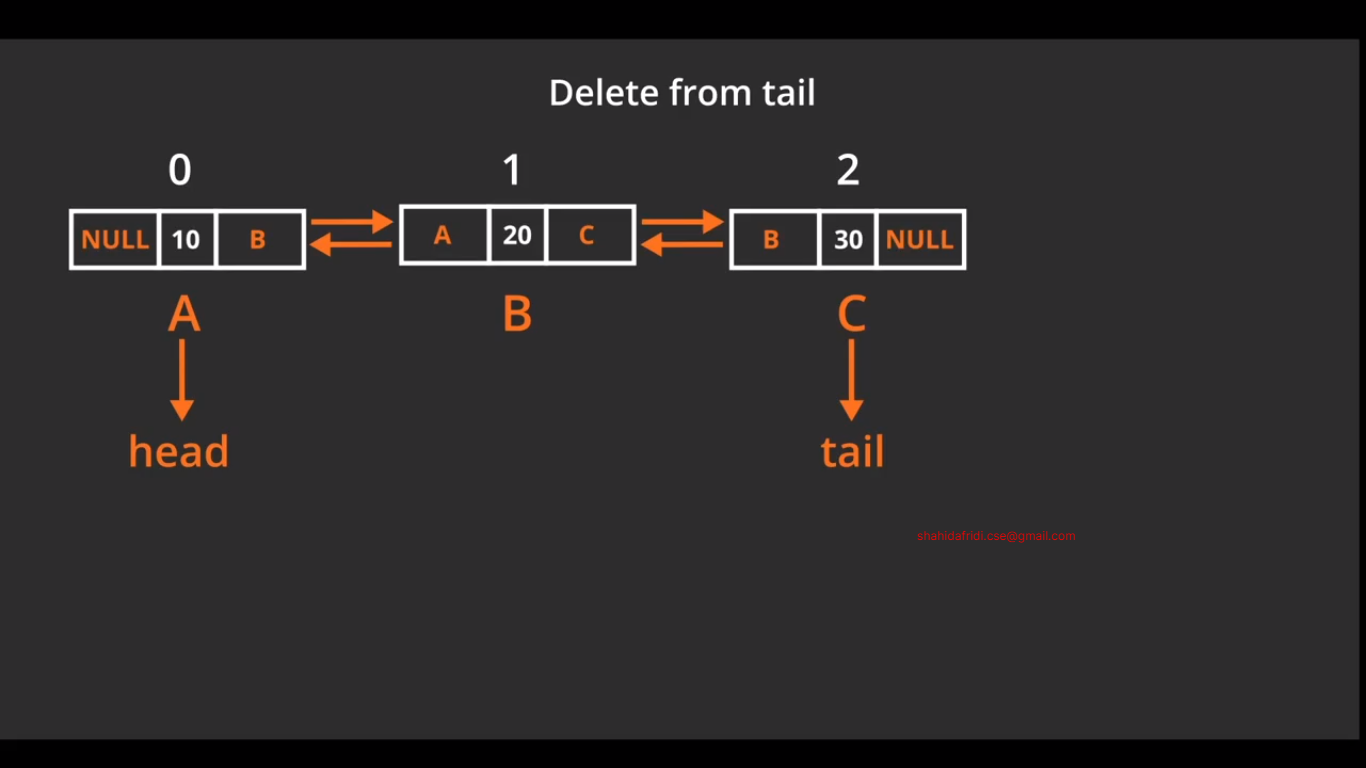 Delete from tail
0 1 2
NULL 10 B A 20 C B 30 NULL
A B C
head tail
shahidafridi.cse@gmail.com